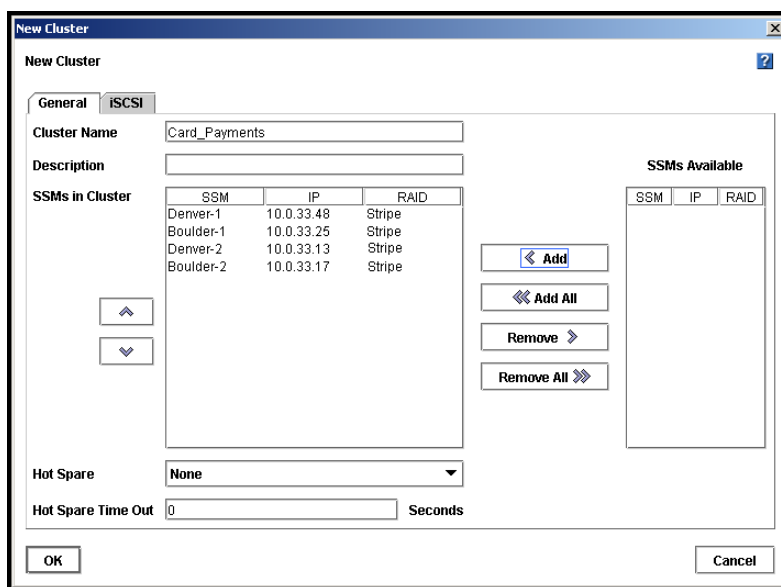 New Cluster
New Cluster
General iSCSI
Cluster Name Card_Payments
Description
SSMs Available
SSMs in Cluster
SSM IP RAID
SSM IP RAID
Denver-1 10.0.33.48 Stripe
Boulder-1 10.0.33.25 Stripe
Denver-2 10.0.33.13 Stripe
Boulder-2 10.0.33.17 Stripe
Add
Add All
Remove
Remove All
Hot Spare None
Hot Spare Time Out 0 Seconds
OK Cancel